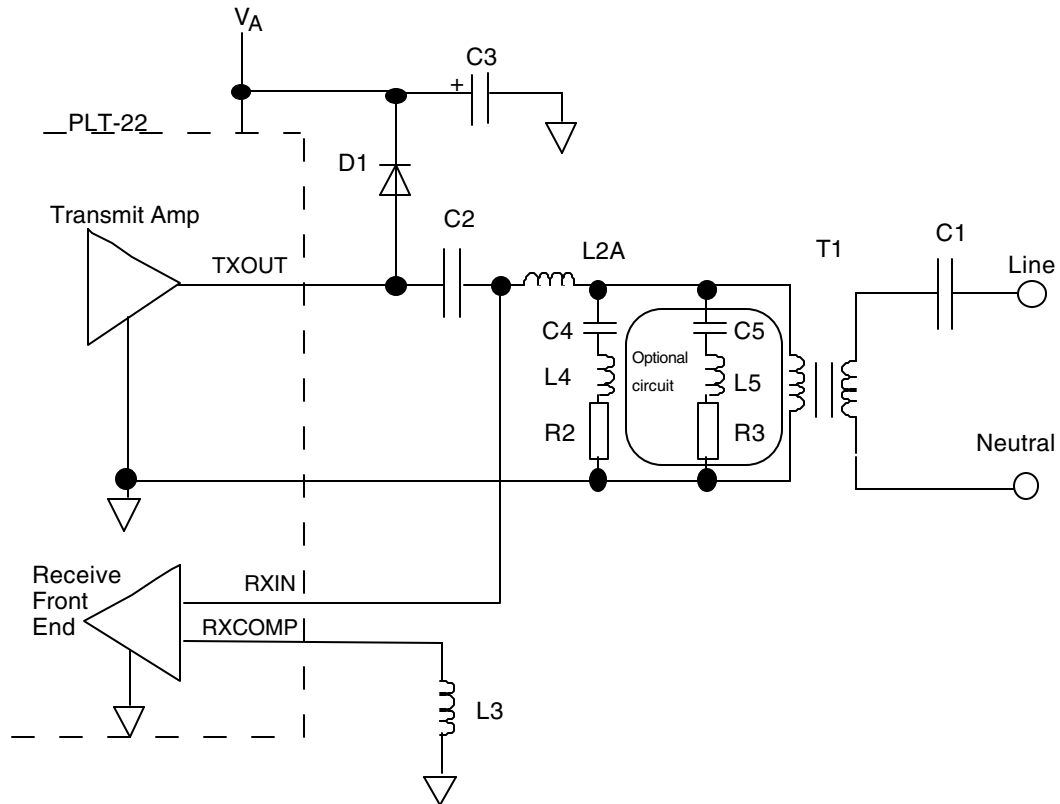 VA
C3
+
PLT-22
D1
Transmit Amp
C2
TXOUT
L2A
T1
C1
Line
C4
C5
Optional
circuit
L4
L5
R2
R3
Neutral
Receive
Front
End
RXIN
RXCOMP
L3